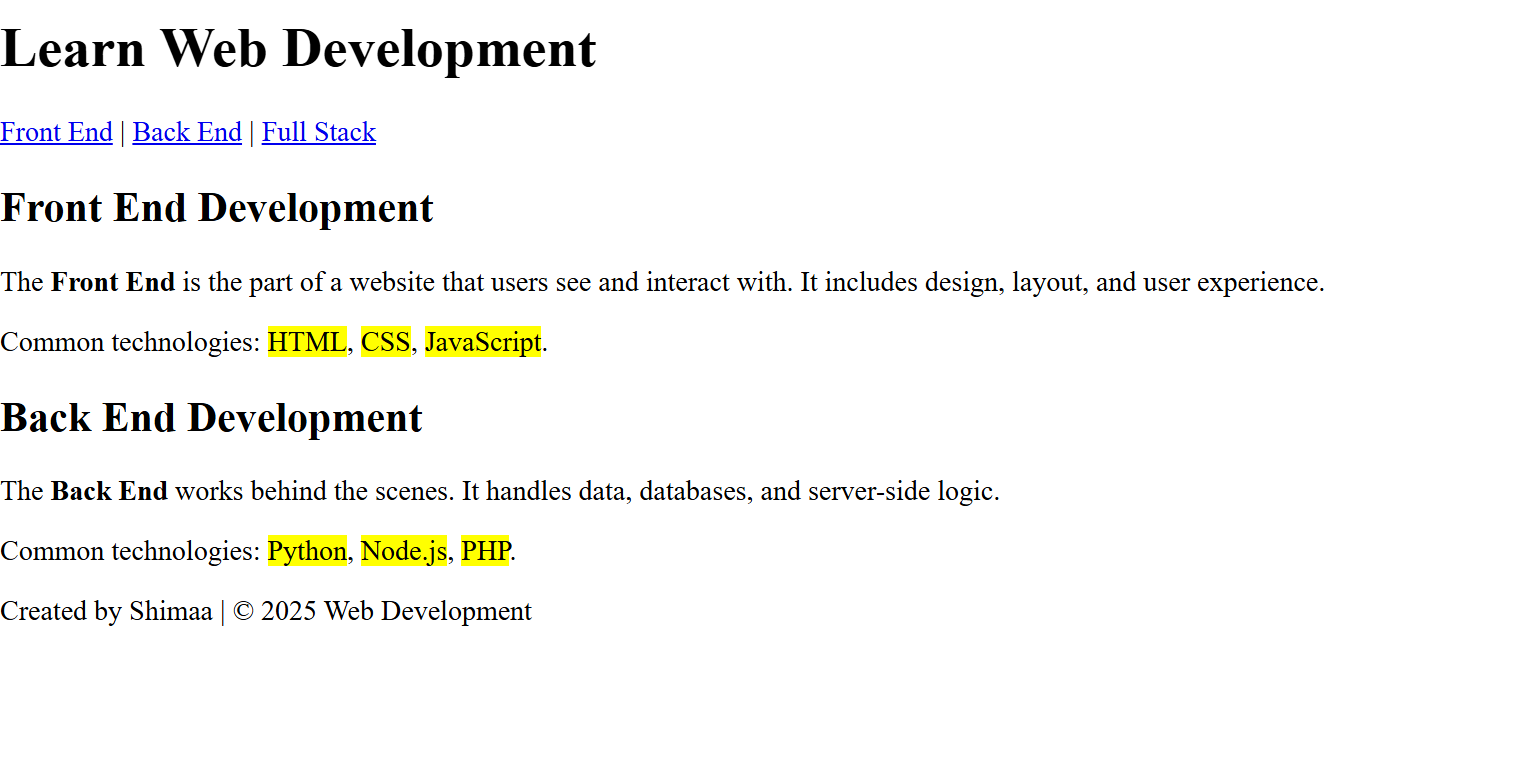 Learn Web Development
Front End | Back End | Full Stack
Front End Development
The Front End is the part of a website that users see and interact with. It includes design, layout, and user experience.
Common technologies: HTML, CSS, JavaScript.
Back End Development
The Back End works behind the scenes. It handles data, databases, and server-side logic.
Common technologies: Python, Node.js, PHP.
Created by Shimaa | © 2025 Web Development